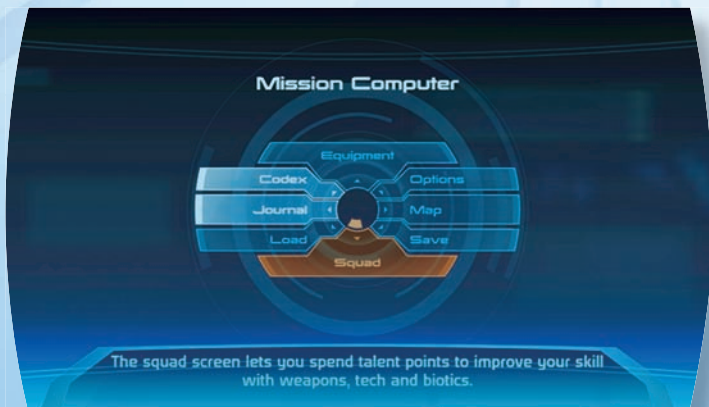 Mission Computer
Equipment
Codex
Options
Journal
Map
Load
Save
Squad
The squad screen lets you spend talent points to improve your skill
with weapons, tech and biotics.